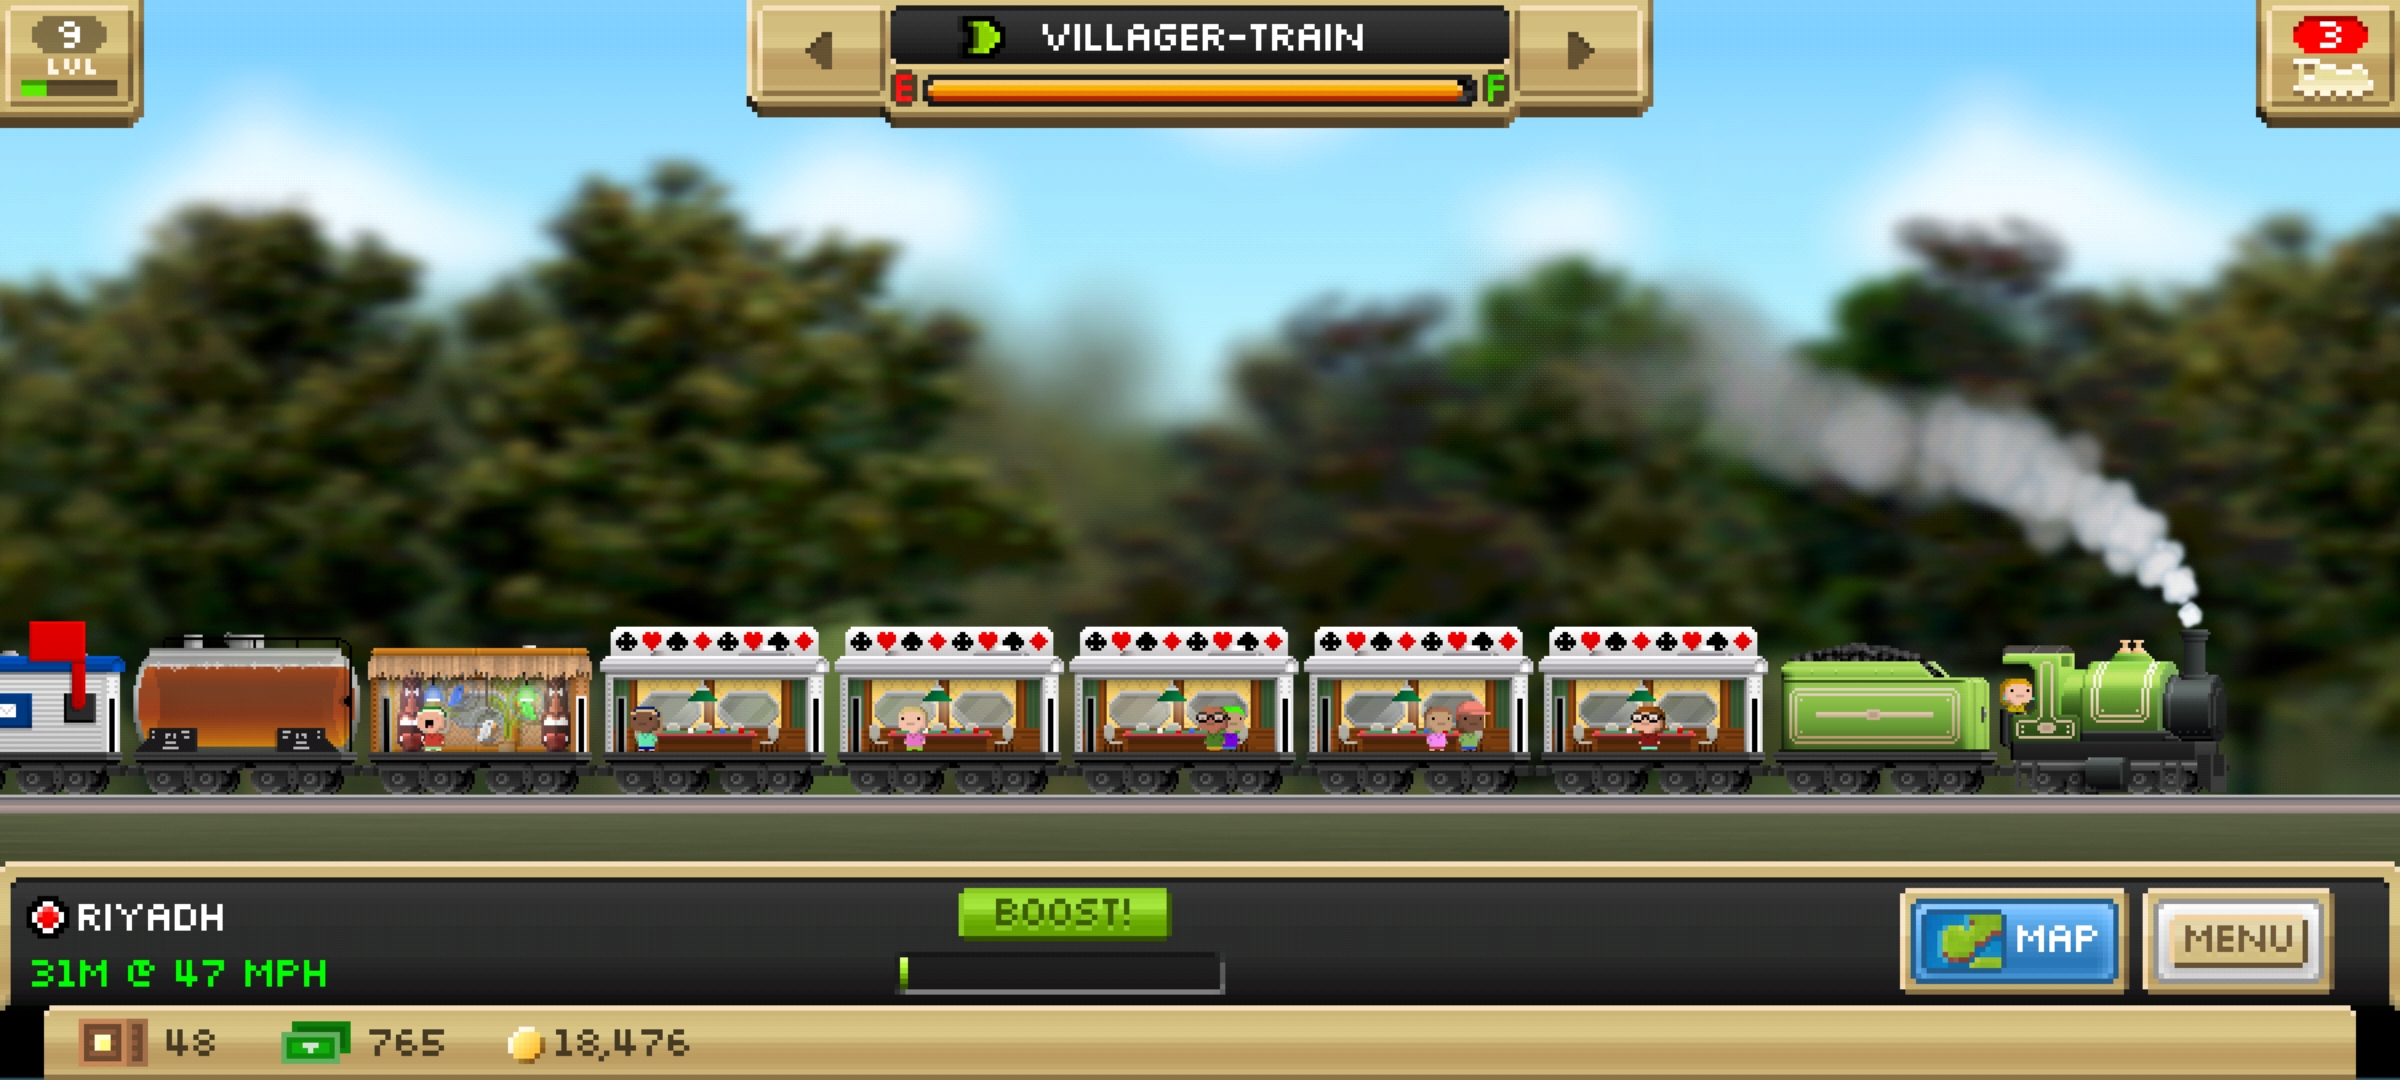 9
LVL
VILLAGER-TRAIN
E
F
3
RIYADH
31M @ 47 MPH
BOOST!
MAP
MENU
48
765
18,476